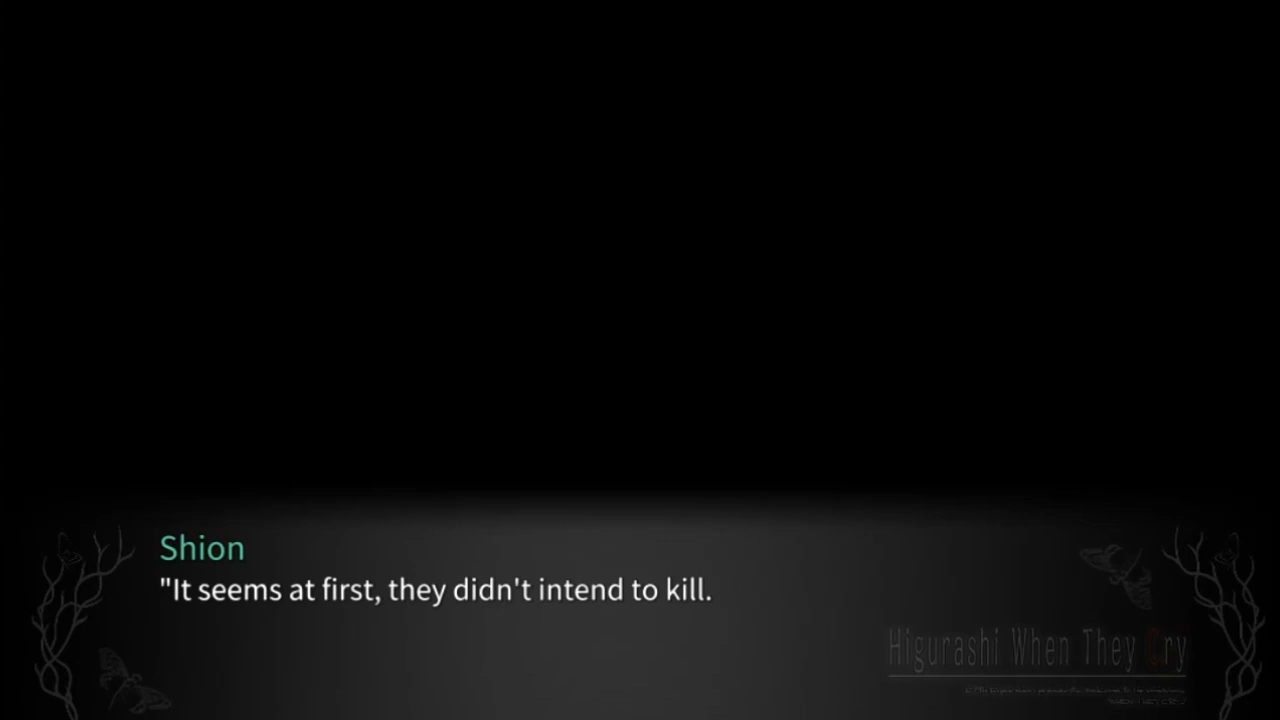 Shion
"It seems at first, they didn't intend to kill.
Higurashi When They Cry